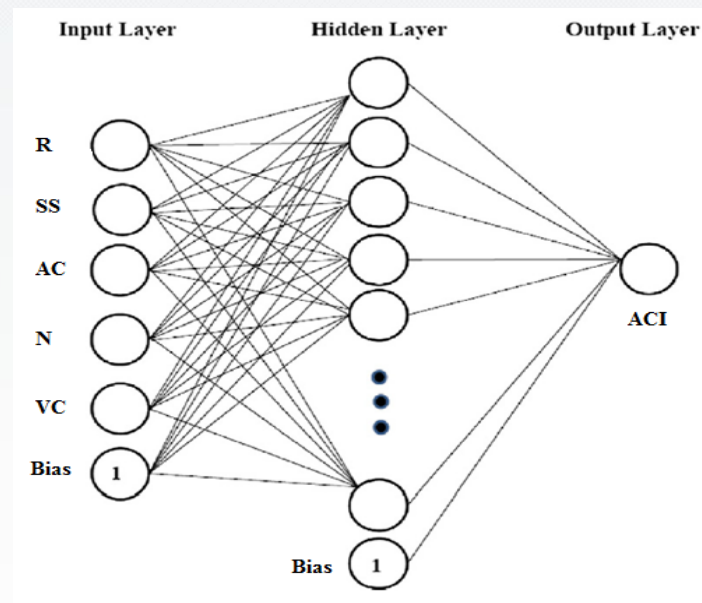 Input Layer Hidden Layer Output Layer
R
SS
AC
N
VC
Bias 1
ACI
Bias 1